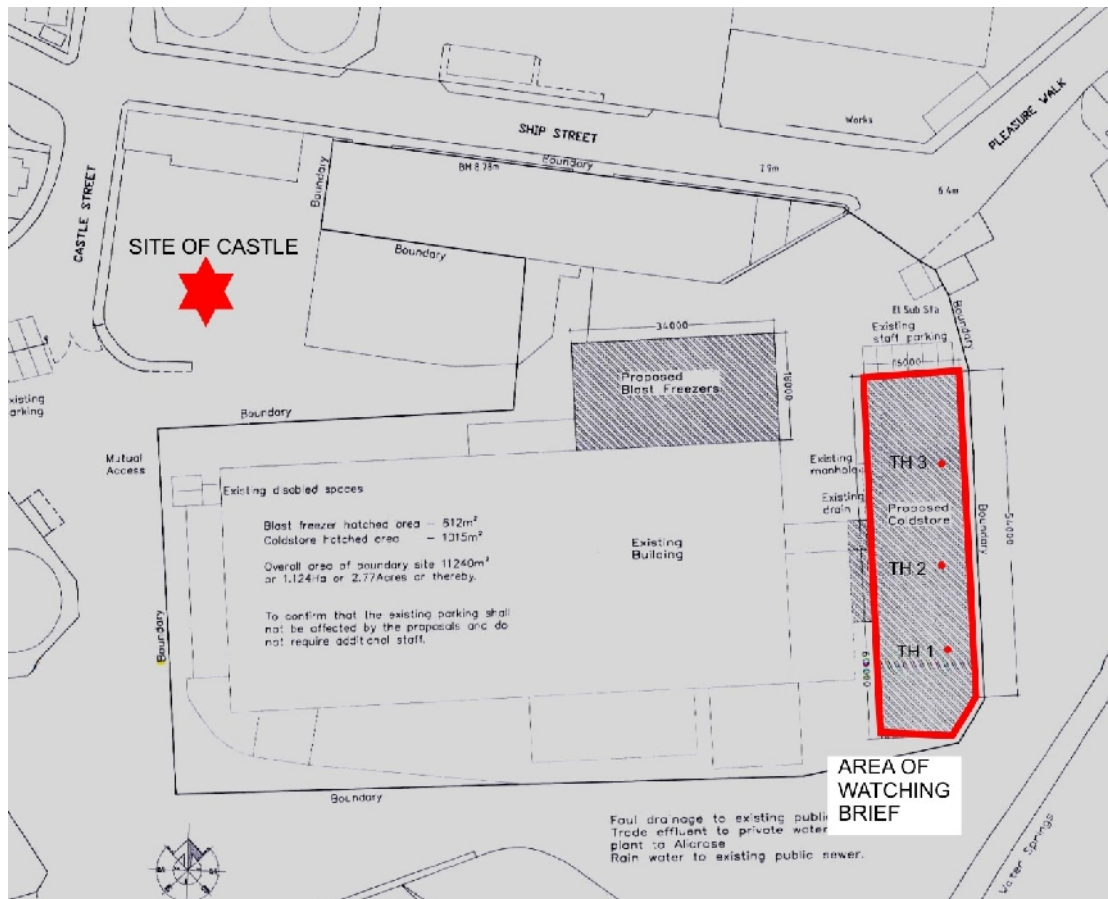 SHIP STREET
PLEASURE WALK
Works
Boundary
BH 8.78m
7.9m
6.4m
CASTLE STREET
Boundary
SITE OF CASTLE
Boundary
El Sub Sta
Boundary
Existing
staff parking
34000
18000
15000
Proposed
Blast Freezers
Boundary
Mutual
Access
Existing
manhole
TH 3
Existing
drain
Proposed
Coldstore
Boundary
54000
Existing disabled spaces
Blast freezer hatched area - 612m²
Coldstore hatched area - 1015m²
Overall area of boundary site 11240m²
or 1.124Ha or 2.77Acres or thereby.
To confirm that the existing parking shall
not be affected by the proposals and do
not require additional staff.
Existing
Building
TH 2
TH 1
Boundary
AREA OF
WATCHING
BRIEF
Boundary
Foul drainage to existing public
Trade effluent to private water
plant to Alicrose
Rain water to existing public sewer.
Water Springs